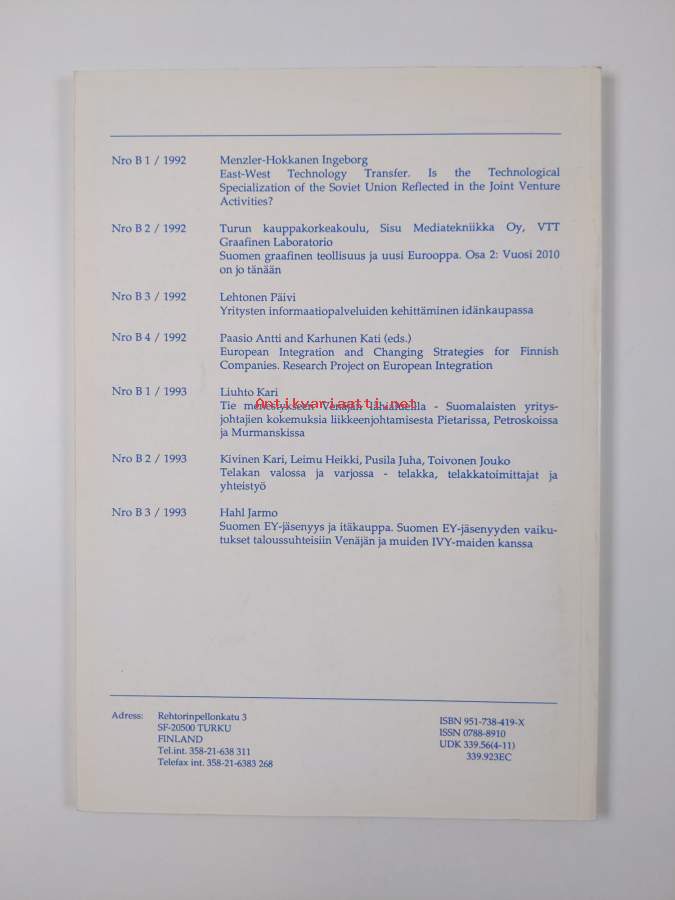 Nro B 1 / 1992 Menzler-Hokkanen Ingeborg
East-West Technology Transfer. Is the Technological
Specialization of the Soviet Union Reflected in the Joint Venture
Activities?
Nro B 2 / 1992 Turun kauppakorkeakoulu, Sisu Mediatekniikka Oy, VTT
Graafinen Laboratorio
Suomen graafinen teollisuus ja uusi Eurooppa. Osa 2: Vuosi 2010
on jo tänään
Nro B 3 / 1992 Lehtonen Päivi
Yritysten informaatiopalveluiden kehittäminen idänkaupassa
Nro B 4 / 1992 Paasio Antti and Karhunen Kati (eds.)
European Integration and Changing Strategies for Finnish
Companies. Research Project on European Integration
Nro B 1 / 1993 Liuhto Kari
Antikvariaatti.net
Tie menestykseen Venäjän lähialueilla - Suomalaisten yritys-
johtajien kokemuksia liikkeenjohtamisesta Pietarissa, Petroskoissa
ja Murmanskissa
Nro B 2 / 1993 Kivinen Kari, Leimu Heikki, Pusila Juha, Toivonen Jouko
Telakan valossa ja varjossa - telakka, telakkatoimittajat ja
yhteistyö
Nro B 3 / 1993 Hahl Jarmo
Suomen EY-jäsenyys ja itäkauppa. Suomen EY-jäsenyyden vaiku-
tukset taloussuhteisiin Venäjän ja muiden IVY-maiden kanssa
Adress: Rehtorinpellonkatu 3
SF-20500 TURKU
FINLAND
Tel.int. 358-21-638 311
Telefax int. 358-21-6383 268
ISBN 951-738-419-X
ISSN 0788-8910
UDK 339.56(4-11)
339.923EC